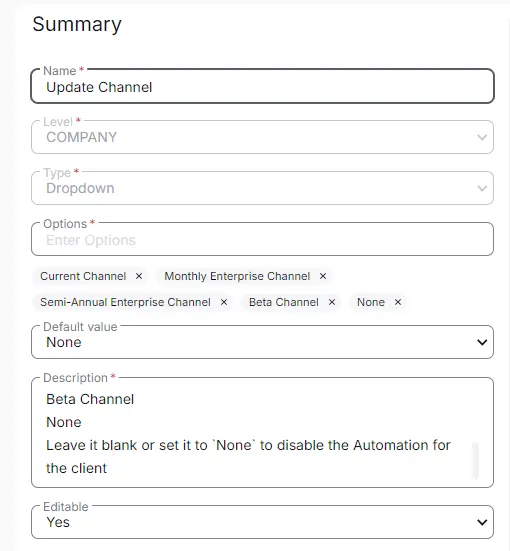 Summary
Name *
Update Channel
Level *
COMPANY
Type *
Dropdown
Options *
Enter Options
Current Channel × Monthly Enterprise Channel ×
Semi-Annual Enterprise Channel × Beta Channel × None ×
Default value
None
Description *
Beta Channel
None
Leave it blank or set it to `None` to disable the Automation for
the client
Editable
Yes